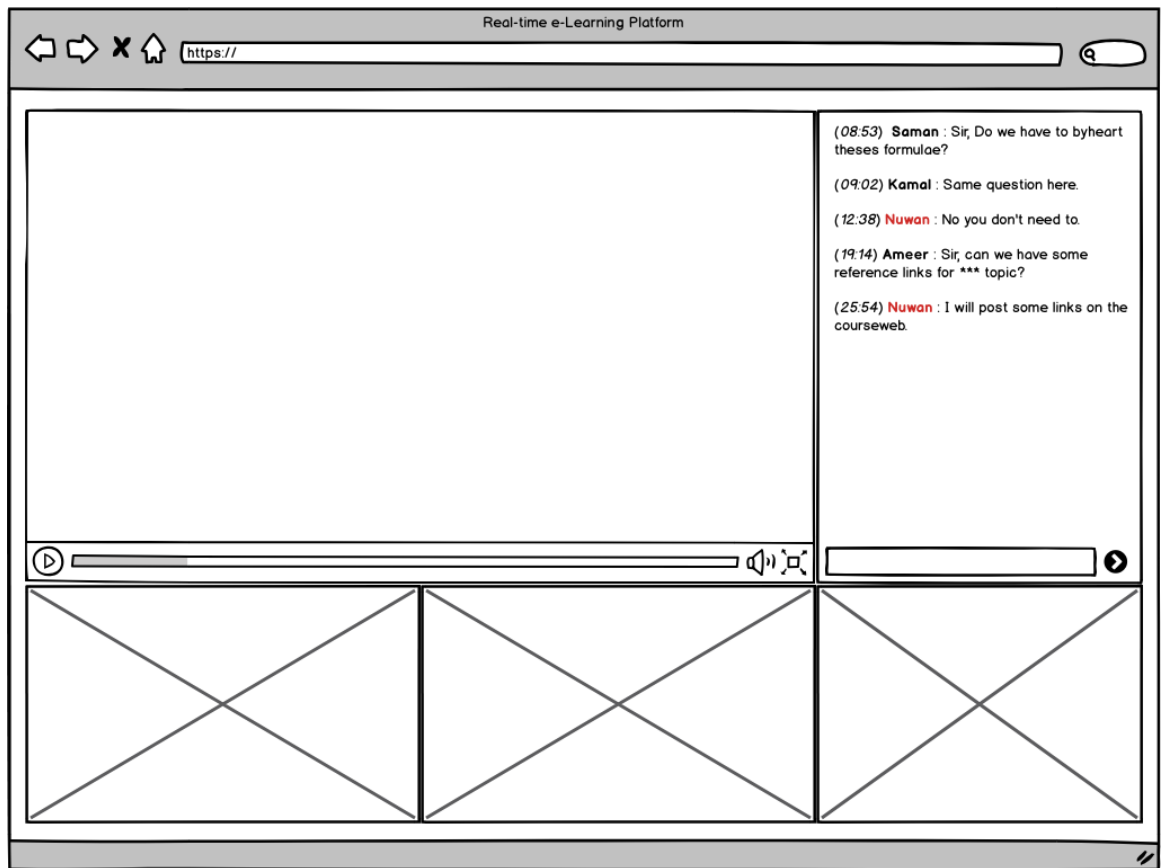 Real-time e-Learning Platform
https://
(08:53) Saman : Sir, Do we have to byheart
theses formulae?
(09:02) Kamal : Same question here.
(12:38) Nuwan : No you don't need to.
(19:14) Ameer : Sir, can we have some
reference links for *** topic?
(25:54) Nuwan : I will post some links on the
courseweb.